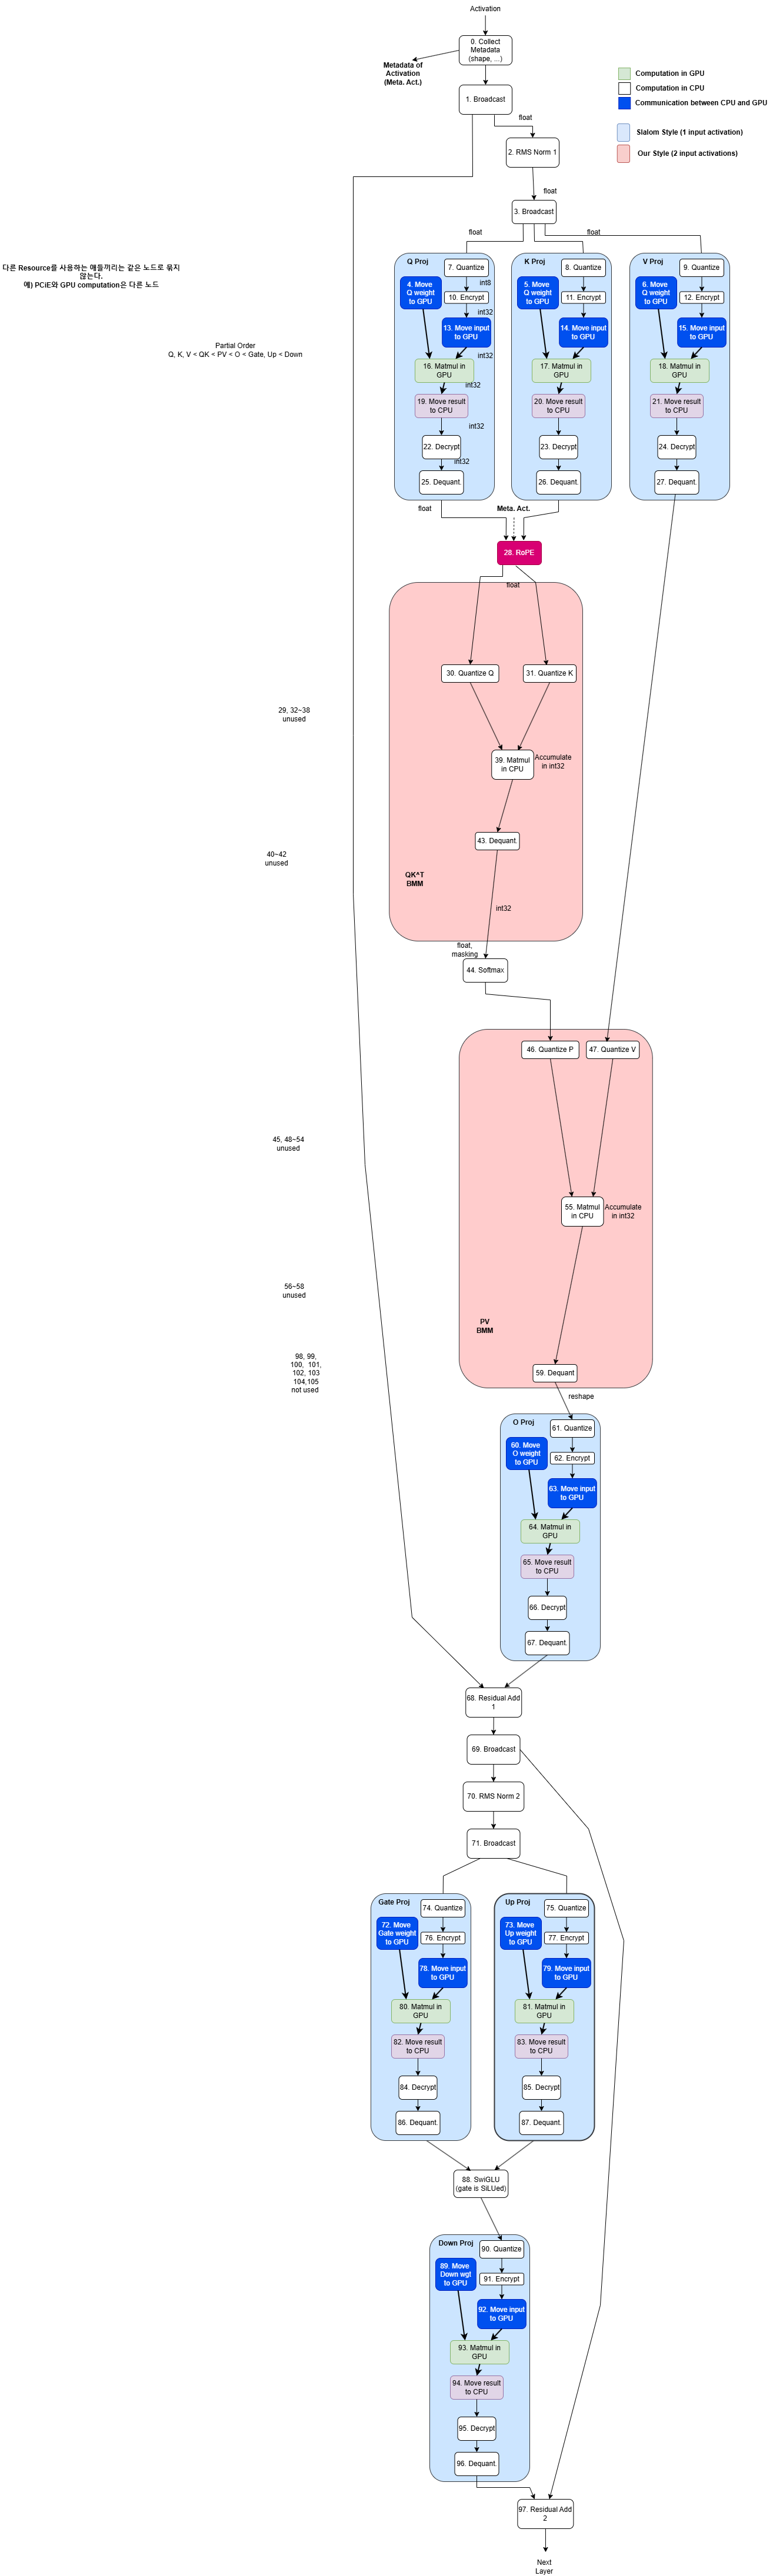 Activation
0. Collect
Metadata
(shape, ...)
Metadata of
Activation
(Meta. Act.)
1. Broadcast
float
2. RMS Norm 1
float
3. Broadcast
float
float
Computation in GPU
Computation in CPU
Communication between CPU and GPU
Slalom Style (1 input activation)
Our Style (2 input activations)
다른 Resource를 사용하는 애들끼리는 같은 노드로 묶지
않는다.
예) PCIE와 GPU computation은 다른 노드
Partial Order
Q, K, V < QK < PV < O < Gate, Up < Down
Q Proj
7. Quantize
int8
4. Move
Q weight
to GPU
10. Encrypt
int32
13. Move input
to GPU
int32
16. Matmul in
GPU
int32
19. Move result
to CPU
int32
22. Decrypt
int32
25. Dequant.
float
K Proj
8. Quantize
5. Move
Q weight
to GPU
11. Encrypt
14. Move input
to GPU
17. Matmul in
GPU
20. Move result
to CPU
23. Decrypt
26. Dequant.
V Proj
9. Quantize
6. Move
Q weight
to GPU
12. Encrypt
15. Move input
to GPU
18. Matmul in
GPU
21. Move result
to CPU
24. Decrypt
27. Dequant.
Meta. Act.
28. RoPE
float
30. Quantize Q
31. Quantize K
29, 32~38
unused
39. Matmul
in CPU
Accumulate
in int32
43. Dequant.
40~42
unused
QK^T
BMM
int32
float,
masking
44. Softmax
46. Quantize P
47. Quantize V
45, 48~54
unused
55. Matmul
in CPU
Accumulate
in int32
56~58
unused
PV
BMM
98, 99,
100,  101,
102, 103
104,105
not used
59. Dequant
reshape
O Proj
61. Quantize
60. Move
O weight
to GPU
62. Encrypt
63. Move input
to GPU
64. Matmul in
GPU
65. Move result
to CPU
66. Decrypt
67. Dequant.
68. Residual Add
1
69. Broadcast
70. RMS Norm 2
71. Broadcast
Gate Proj
74. Quantize
72. Move
Gate weight
to GPU
76. Encrypt
78. Move input
to GPU
80. Matmul in
GPU
82. Move result
to CPU
84. Decrypt
86. Dequant.
Up Proj
75. Quantize
73. Move
Up weight
to GPU
77. Encrypt
79. Move input
to GPU
81. Matmul in
GPU
83. Move result
to CPU
85. Decrypt
87. Dequant.
88. SwiGLU
(gate is SiLUed)
Down Proj
90. Quantize
89. Move
Down wgt
to GPU
91. Encrypt
92. Move input
to GPU
93. Matmul in
GPU
94. Move result
to CPU
95. Decrypt
96. Dequant.
97. Residual Add
2
Next
Layer